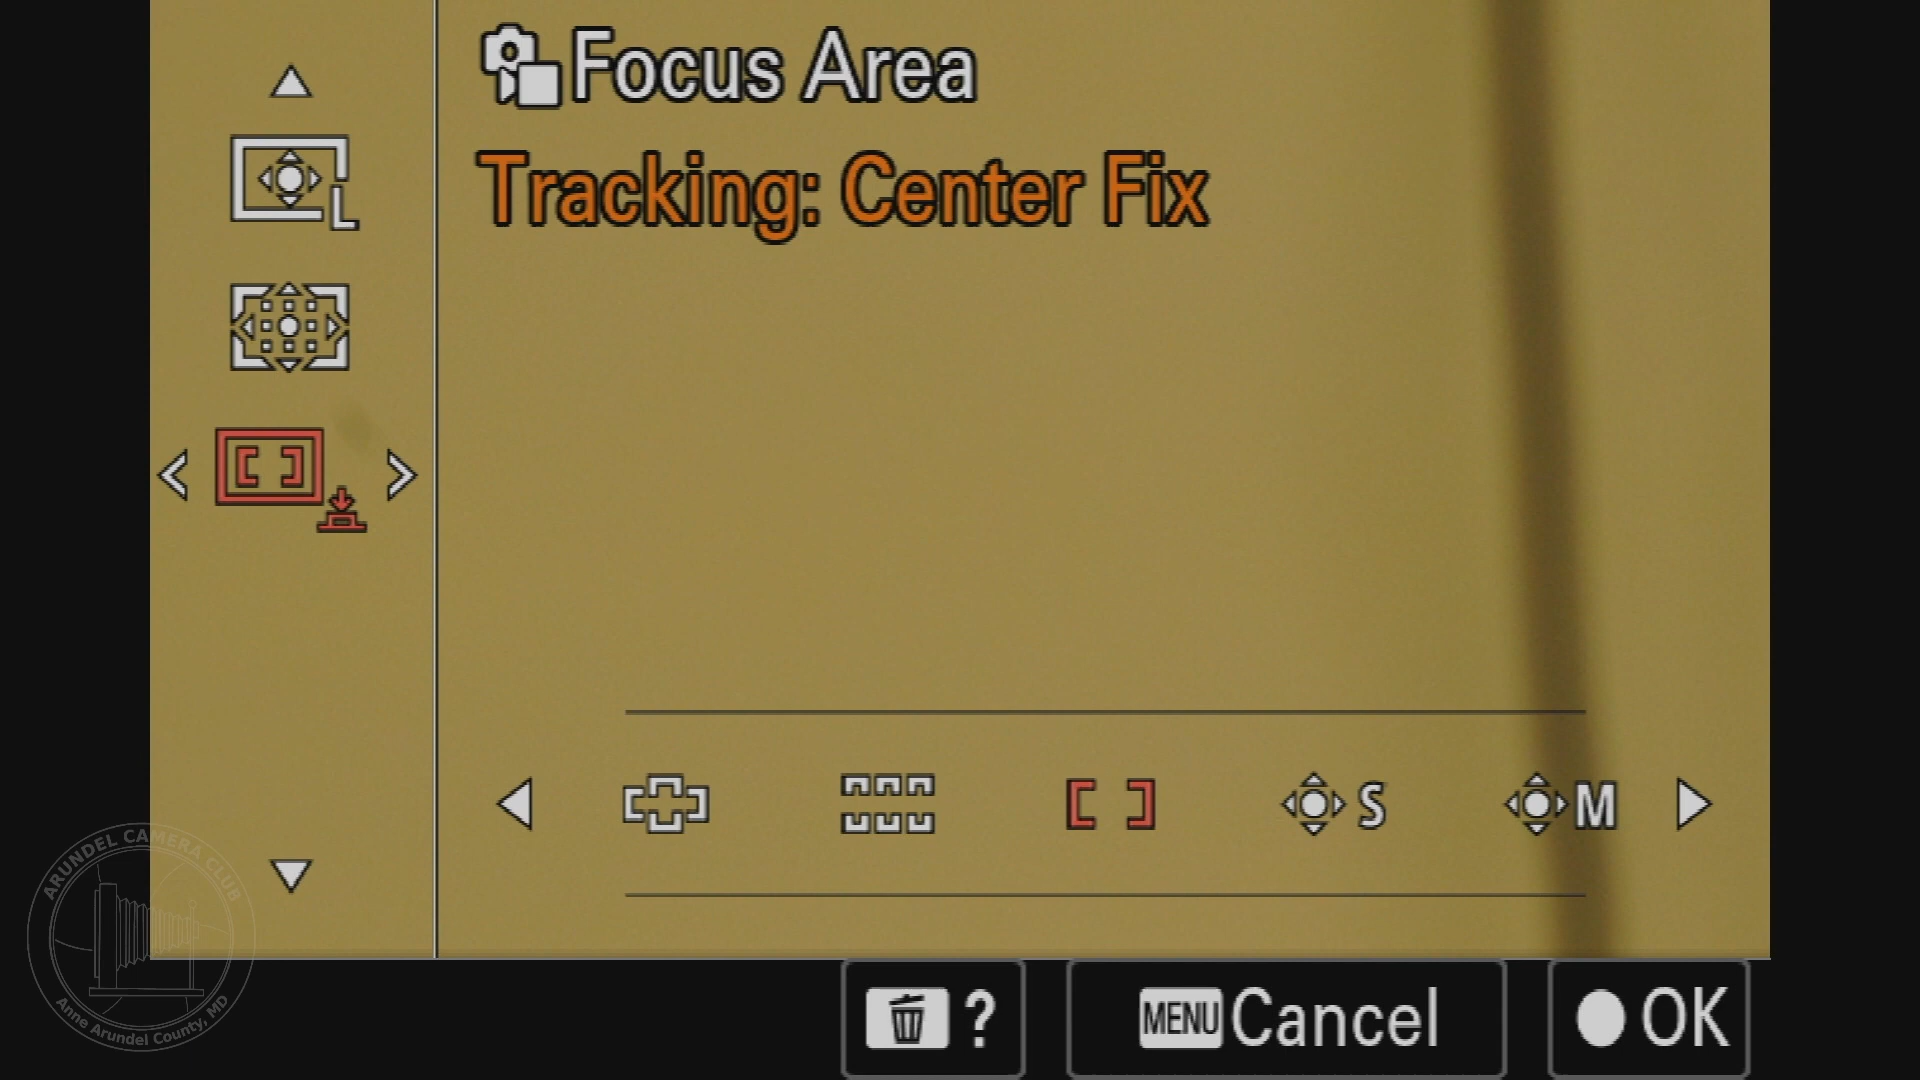 Focus Area
Tracking: Center Fix
L
S
M
? 
MENU Cancel
OK
ARUNDEL CAMERA CLUB
Anne Arundel County, MD